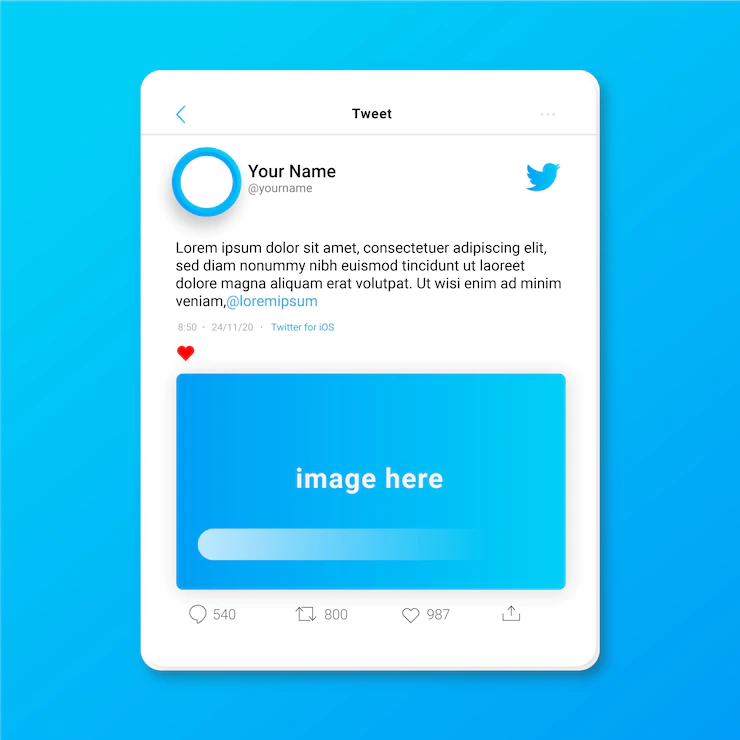 Tweet
Your Name
@yourname
Lorem ipsum dolor sit amet, consectetuer adipiscing elit,
sed diam nonummy nibh euismod tincidunt ut laoreet
dolore magna aliquam erat volutpat. Ut wisi enim ad minim
veniam,@loremipsum
8:50 · 24/11/20 · Twitter for iOS
image here
540 800 987